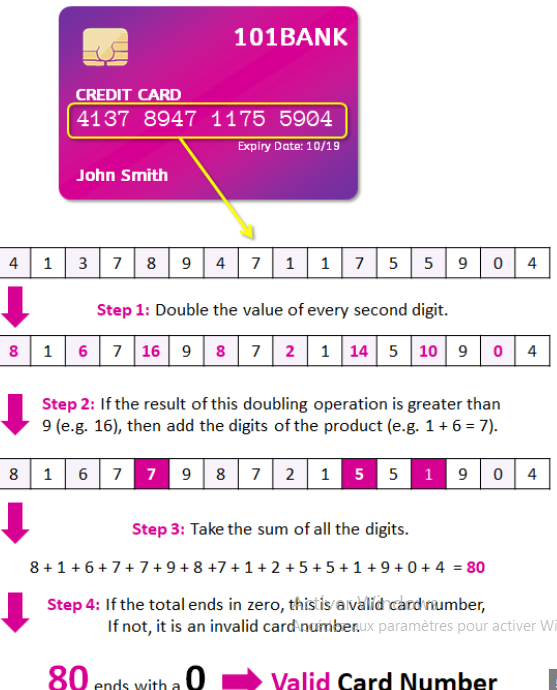 101BANK
CREDIT CARD
4137 8947 1175 5904
Expiry Date: 10/19
John Smith
4 1 3 7 8 9 4 7 1 1 7 5 5 9 0 4
Step 1: Double the value of every second digit.
8 1 6 7 16 9 8 7 2 1 14 5 10 9 0 4
Step 2: If the result of this doubling operation is greater than
9 (e.g. 16), then add the digits of the product (e.g. 1 + 6 = 7).
8 1 6 7 7 9 8 7 2 1 5 5 1 9 0 4
Step 3: Take the sum of all the digits.
8 + 1 + 6 + 7 + 7 + 9 + 8 +7 + 1 + 2 + 5 + 5 + 1 + 9 + 0 + 4 = 80
Step 4: If the total ends in zero, this is a valid card number,
Activer Windows
If not, it is an invalid card number.
aux paramètres pour activer Wi
80 ends with a 0 Valid Card Number